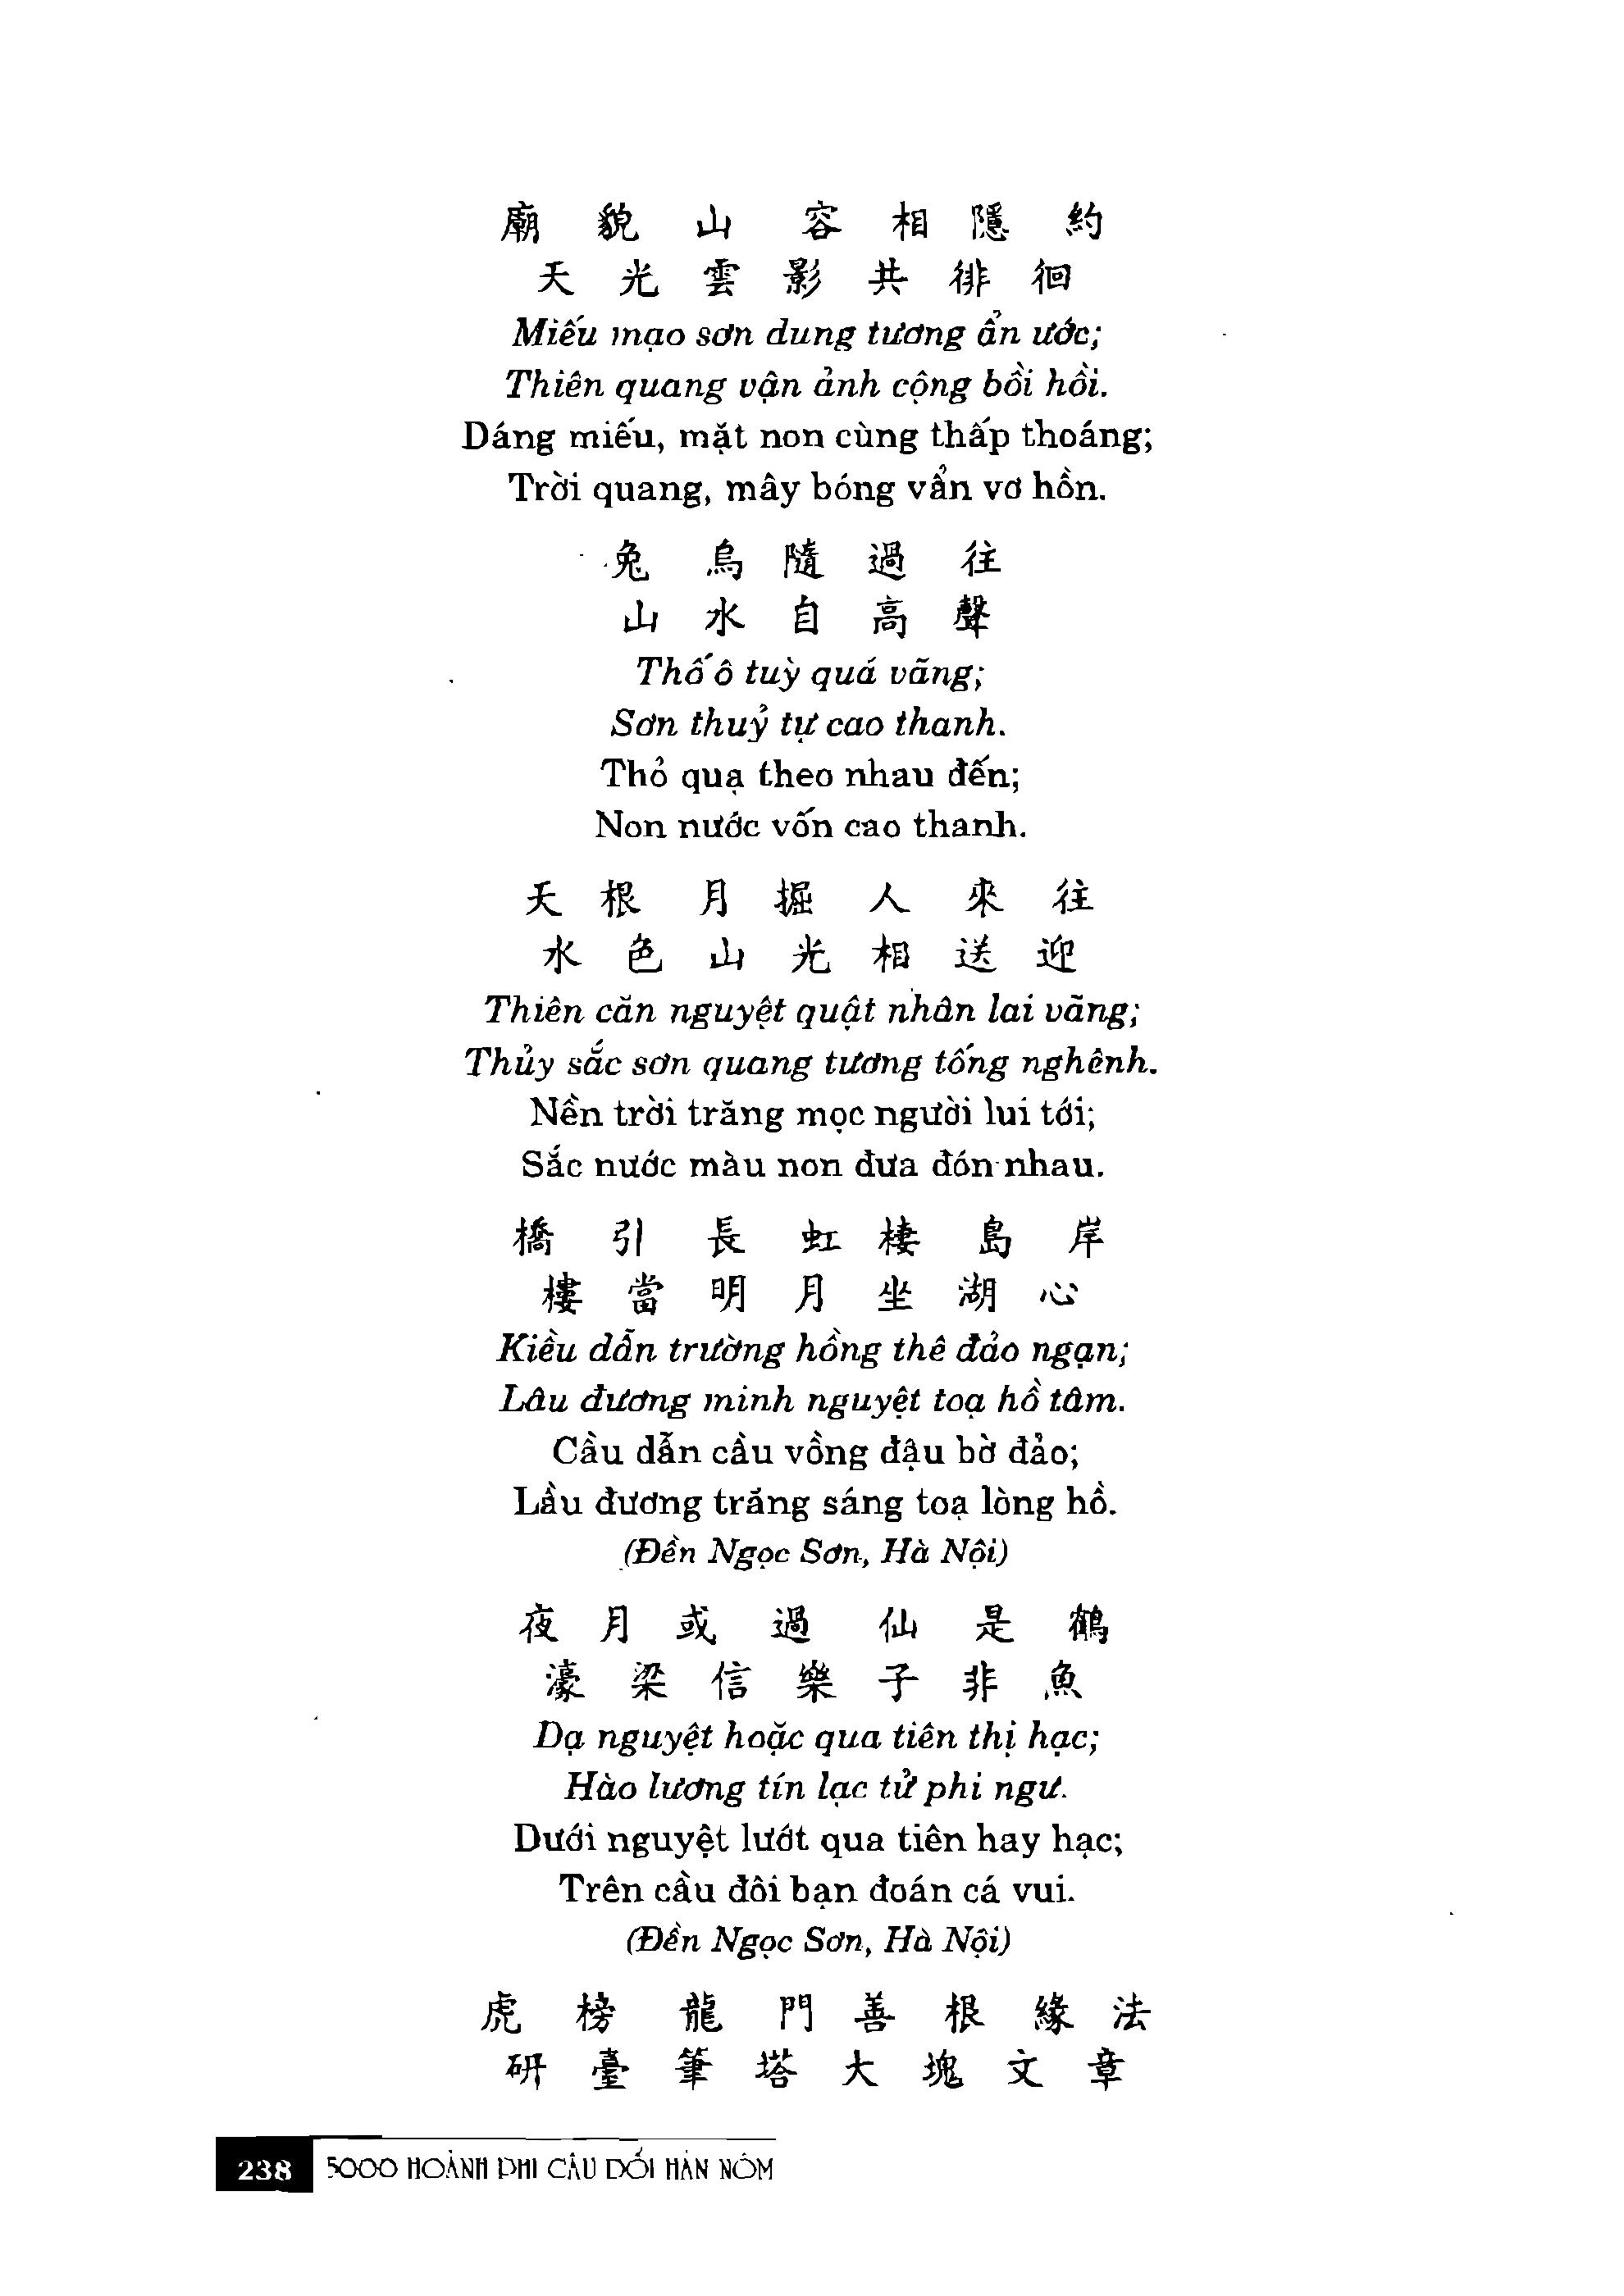 廟貌山容相隱約
天光雲影共徘徊
Miếu mạo sơn dung tương ẩn ước;
Thiên quang vận ảnh cộng bồi hồi.
Dáng miếu, mặt non cùng thấp thoáng;
Trời quang, mây bóng vẩn vơ hồn.
兔烏隨過往
山水自高聲
Thố ô tuỳ quá vãng;
Sơn thuỷ tự cao thanh.
Thỏ quạ theo nhau đến;
Non nước vốn cao thanh.
天根月掘人來往
水色山光相送迎
Thiên căn nguyệt quật nhân lai vãng;
Thủy sắc sơn quang tương tống nghênh.
Nền trời trăng mọc người lui tới;
Sắc nước màu non đưa đón nhau.
橋引長虹棲島岸
樓當明月坐湖心
Kiều dẫn trường hồng thê đảo ngạn;
Lâu đương minh nguyệt toạ hồ tâm.
Cầu dẫn cầu vồng đậu bờ đảo;
Lầu đương trăng sáng toạ lòng hồ.
(Đền Ngọc Sơn, Hà Nội)
夜月或過仙是鶴
濠梁信樂子非魚
Dạ nguyệt hoặc qua tiên thị hạc;
Hào lương tín lạc tử phi ngư.
Dưới nguyệt lướt qua tiên hay hạc;
Trên cầu đôi bạn đoán cá vui.
(Đền Ngọc Sơn, Hà Nội)
虎榜龍門善根緣法
研臺筆塔大塊文章
238 5000 HOÀNH PHI CÂU ĐỐI HÁN NÔM